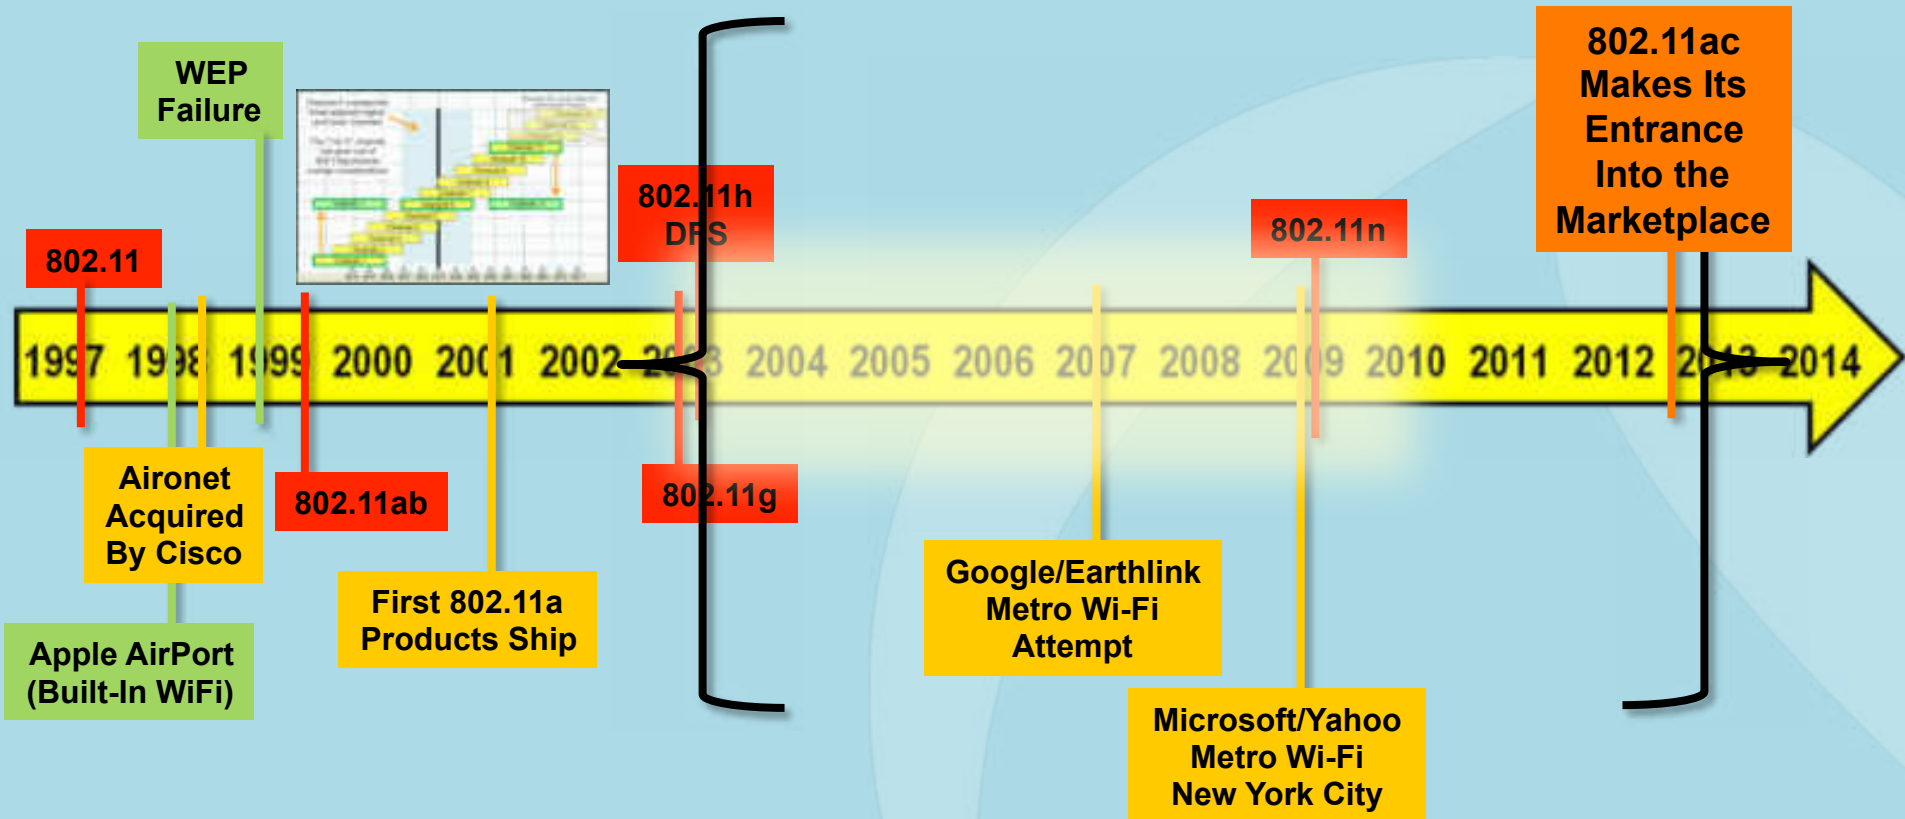 WEP
Failure
802.11ac
Makes Its
Entrance
Into the
Marketplace
802.11h
DFS
802.11
802.11n
1997 1998 1999 2000 2001 2002 2003 2004 2005 2006 2007 2008 2009 2010 2011 2012 2013 2014
Aironet
Acquired
By Cisco
802.11ab
802.11g
First 802.11a
Products Ship
Google/Earthlink
Metro Wi-Fi
Attempt
Apple AirPort
(Built-In WiFi)
Microsoft/Yahoo
Metro Wi-Fi
New York City